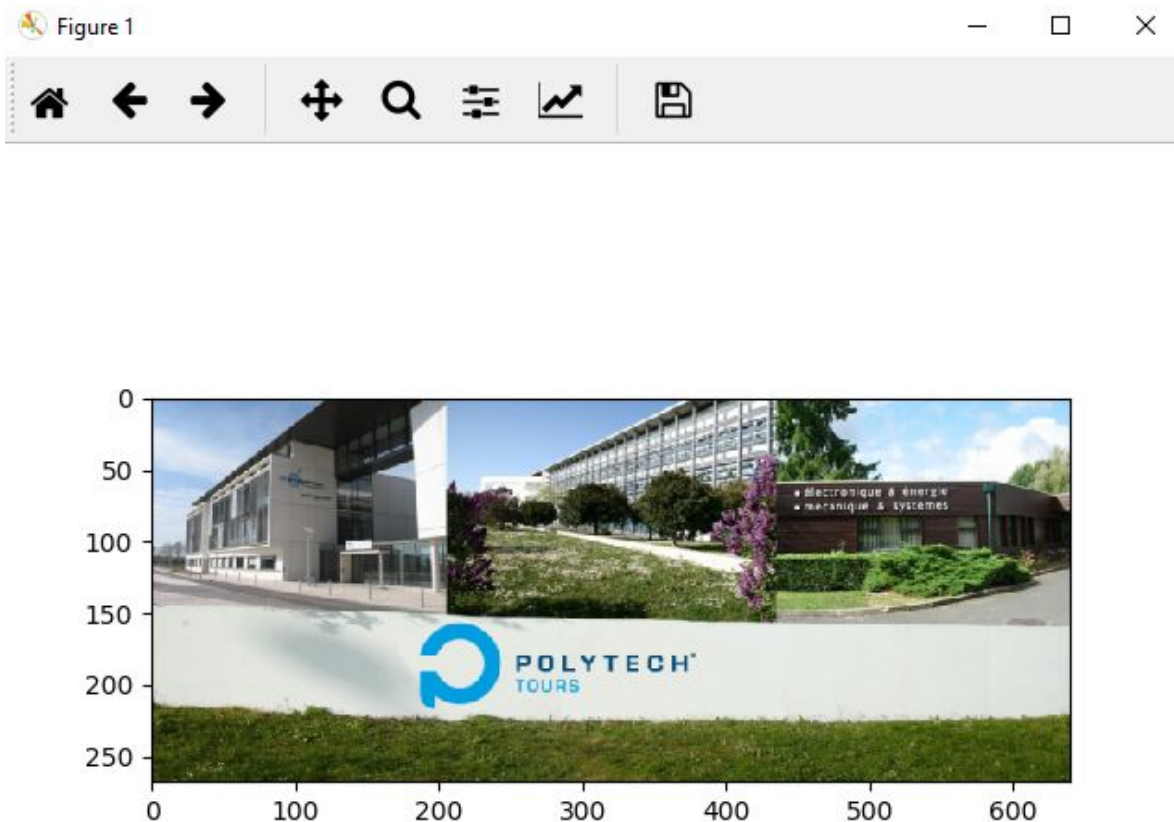 Figure 1
0
50
100
150
200
250
électronique & énergie
mécanique & systèmes
POLYTECH®
TOURS
0 100 200 300 400 500 600